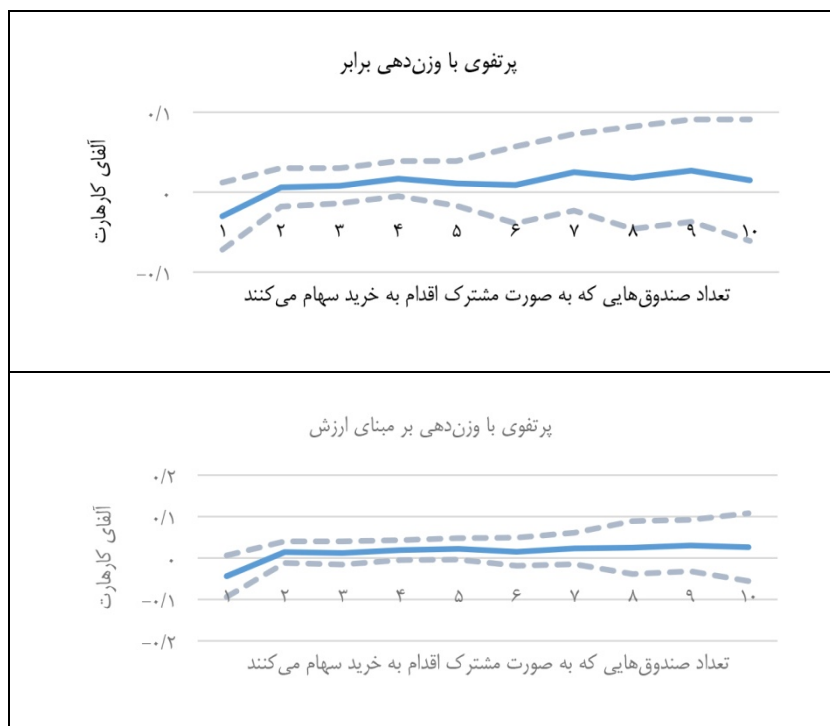 پرتفوی با وزن‌دهی برابر
آلفای کارهارت
۰/۱
۰
−۰/۱
۱ ۲ ۳ ۴ ۵ ۶ ۷ ۸ ۹ ۱۰
تعداد صندوق‌هایی که به صورت مشترک اقدام به خرید سهام می‌کنند
پرتفوی با وزن‌دهی بر مبنای ارزش
آلفای کارهارت
۰/۲
۰/۱
۰
−۰/۱
−۰/۲
۱ ۲ ۳ ۴ ۵ ۶ ۷ ۸ ۹ ۱۰
تعداد صندوق‌هایی که به صورت مشترک اقدام به خرید سهام می‌کنند